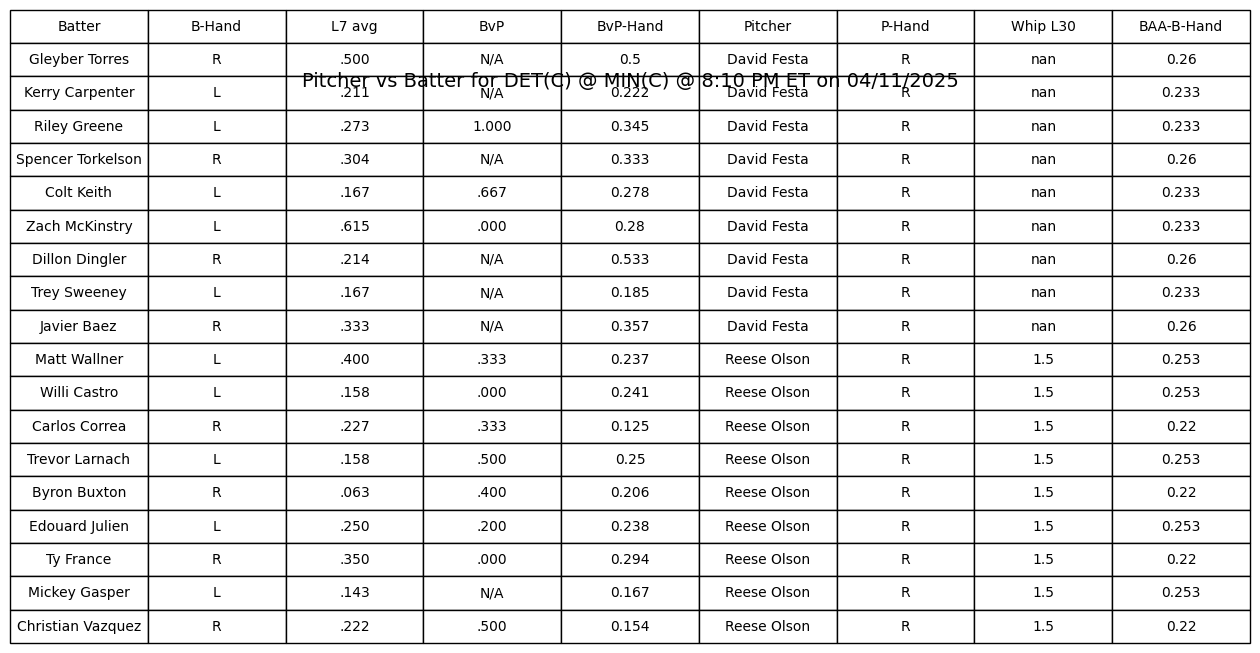 Batter B-Hand L7 avg BvP BvP-Hand Pitcher P-Hand Whip L30 BAA-B-Hand
Gleyber Torres R .500 N/A 0.5 David Festa R nan 0.26
Pitcher vs Batter for DET(C) @ MIN(C) @ 8:10 PM ET on 04/11/2025
Kerry Carpenter L .211 N/A 0.222 David Festa R nan 0.233
Riley Greene L .273 1.000 0.345 David Festa R nan 0.233
Spencer Torkelson R .304 N/A 0.333 David Festa R nan 0.26
Colt Keith L .167 .667 0.278 David Festa R nan 0.233
Zach McKinstry L .615 .000 0.28 David Festa R nan 0.233
Dillon Dingler R .214 N/A 0.533 David Festa R nan 0.26
Trey Sweeney L .167 N/A 0.185 David Festa R nan 0.233
Javier Baez R .333 N/A 0.357 David Festa R nan 0.26
Matt Wallner L .400 .333 0.237 Reese Olson R 1.5 0.253
Willi Castro L .158 .000 0.241 Reese Olson R 1.5 0.253
Carlos Correa R .227 .333 0.125 Reese Olson R 1.5 0.22
Trevor Larnach L .158 .500 0.25 Reese Olson R 1.5 0.253
Byron Buxton R .063 .400 0.206 Reese Olson R 1.5 0.22
Edouard Julien L .250 .200 0.238 Reese Olson R 1.5 0.253
Ty France R .350 .000 0.294 Reese Olson R 1.5 0.22
Mickey Gasper L .143 N/A 0.167 Reese Olson R 1.5 0.253
Christian Vazquez R .222 .500 0.154 Reese Olson R 1.5 0.22